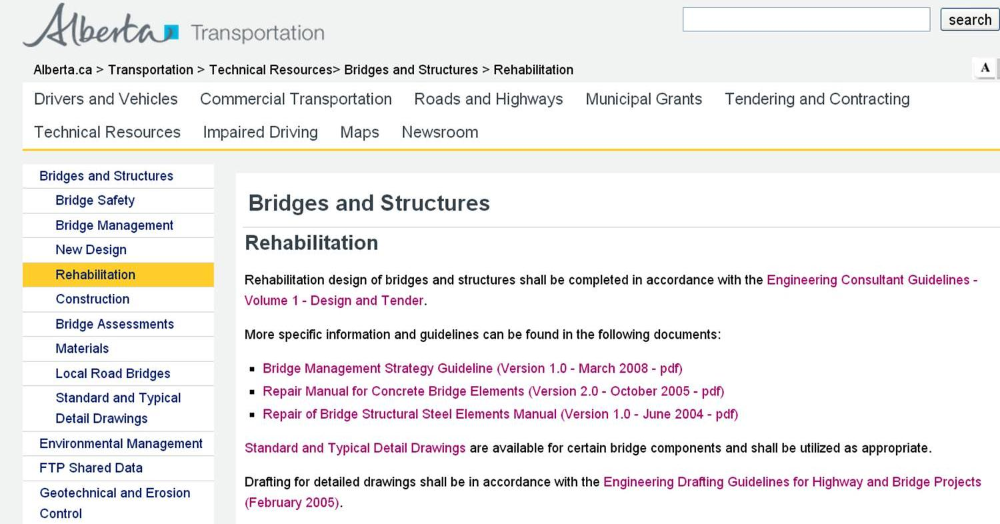 Alberta Transportation
search
Alberta.ca > Transportation > Technical Resources> Bridges and Structures > Rehabilitation
A
Drivers and Vehicles Commercial Transportation Roads and Highways Municipal Grants Tendering and Contracting
Technical Resources Impaired Driving Maps Newsroom
Bridges and Structures
Bridge Safety
Bridge Management
New Design
Rehabilitation
Construction
Bridge Assessments
Materials
Local Road Bridges
Standard and Typical
Detail Drawings
Environmental Management
FTP Shared Data
Geotechnical and Erosion
Control
Bridges and Structures
Rehabilitation
Rehabilitation design of bridges and structures shall be completed in accordance with the Engineering Consultant Guidelines -
Volume 1 - Design and Tender.
More specific information and guidelines can be found in the following documents:
▪ Bridge Management Strategy Guideline (Version 1.0 - March 2008 - pdf)
▪ Repair Manual for Concrete Bridge Elements (Version 2.0 - October 2005 - pdf)
▪ Repair of Bridge Structural Steel Elements Manual (Version 1.0 - June 2004 - pdf)
Standard and Typical Detail Drawings are available for certain bridge components and shall be utilized as appropriate.
Drafting for detailed drawings shall be in accordance with the Engineering Drafting Guidelines for Highway and Bridge Projects
(February 2005).